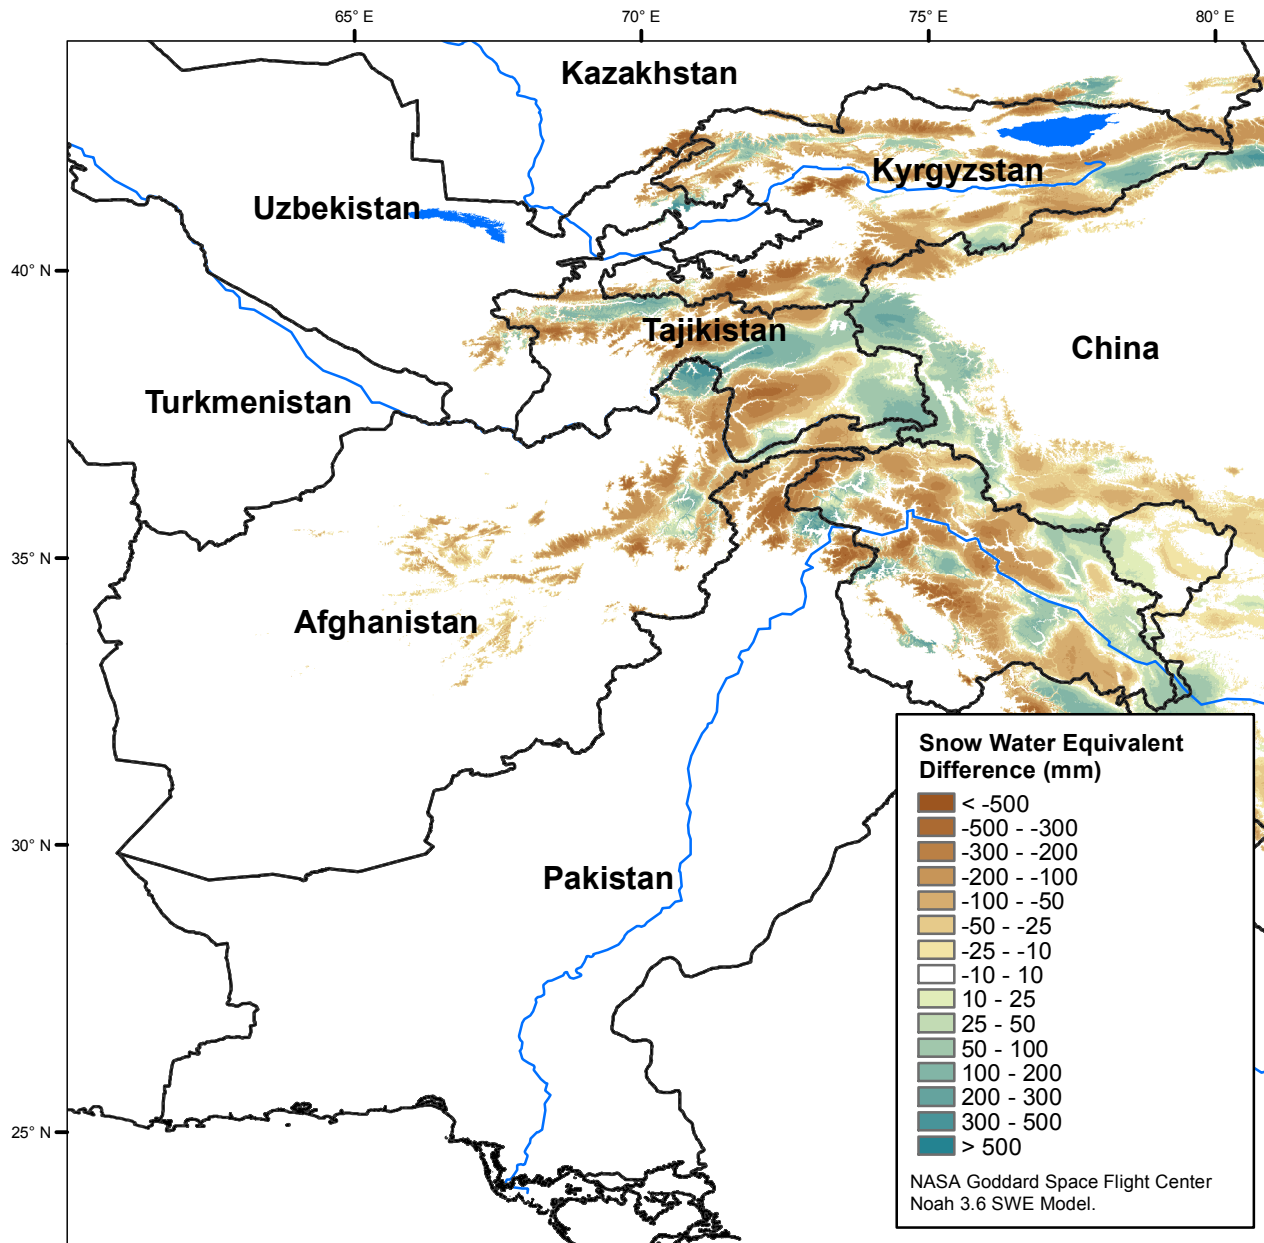 65° E
70° E
75° E
80° E
Kazakhstan
Kyrgyzstan
Uzbekistan
40° N
Tajikistan
China
Turkmenistan
35° N
Afghanistan
30° N
Pakistan
25° N
Snow Water Equivalent
Difference (mm)
< -500
-500 - -300
-300 - -200
-200 - -100
-100 - -50
-50 - -25
-25 - -10
-10 - 10
10 - 25
25 - 50
50 - 100
100 - 200
200 - 300
300 - 500
> 500
NASA Goddard Space Flight Center
Noah 3.6 SWE Model.